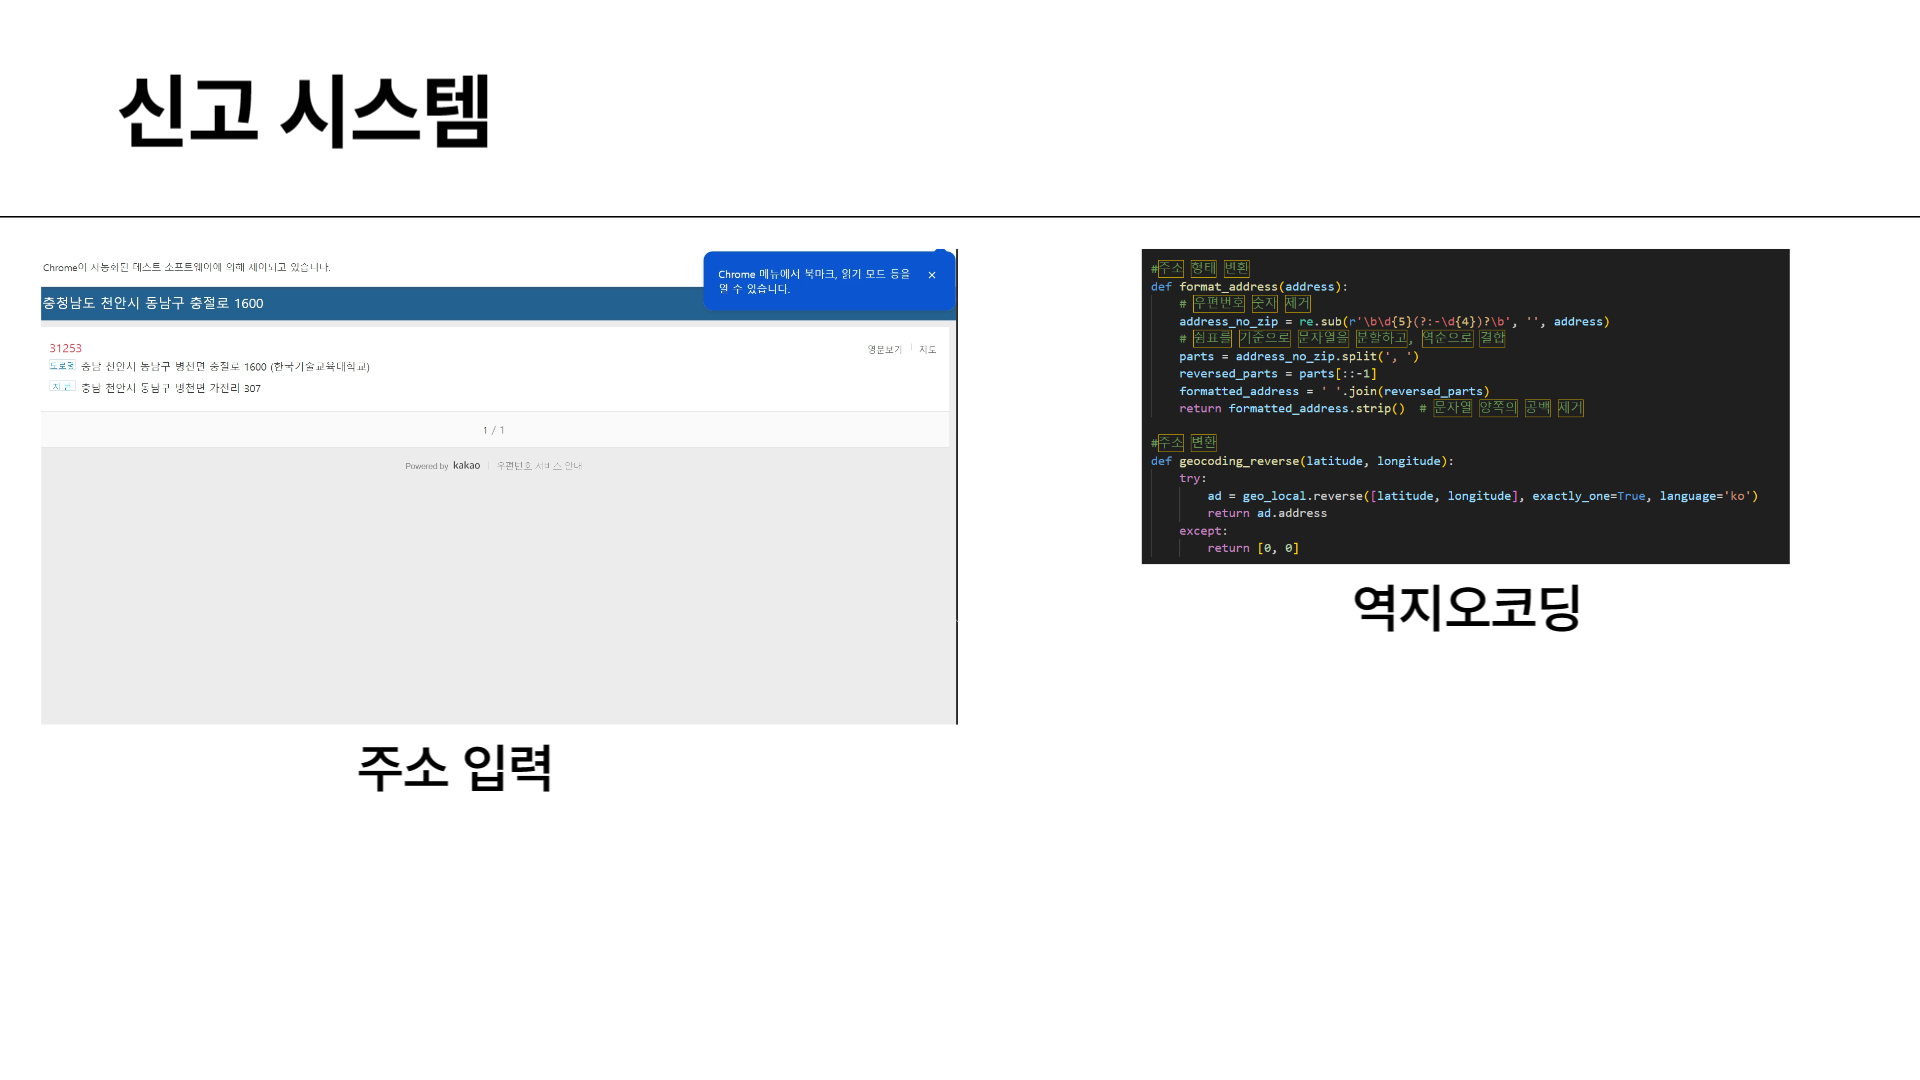 신고 시스템
Chrome이 자동화된 테스트 소프트웨어에 의해 제어되고 있습니다.
Chrome 메뉴에서 북마크, 읽기 모드 등을
열 수 있습니다.
충청남도 천안시 동남구 충절로 1600
31253
영문보기 지도
도로명 충남 천안시 동남구 병천면 충절로 1600 (한국기술교육대학교)
지번 충남 천안시 동남구 병천면 가전리 307
1 / 1
Powered by kakao 우편번호 서비스 안내
주소 입력
#주소 형태 변환
def format_address(address):
# 우편번호 숫자 제거
address_no_zip = re.sub(r'\b\d{5}(?:-\d{4})?\b', '', address)
# 쉼표를 기준으로 문자열을 분할하고, 역순으로 결합
parts = address_no_zip.split(', ')
reversed_parts = parts[::-1]
formatted_address = ' '.join(reversed_parts)
return formatted_address.strip() # 문자열 양쪽의 공백 제거
#주소 변환
def geocoding_reverse(latitude, longitude):
try:
ad = geo_local.reverse([latitude, longitude], exactly_one=True, language='ko')
return ad.address
except:
return [0, 0]
역지오코딩